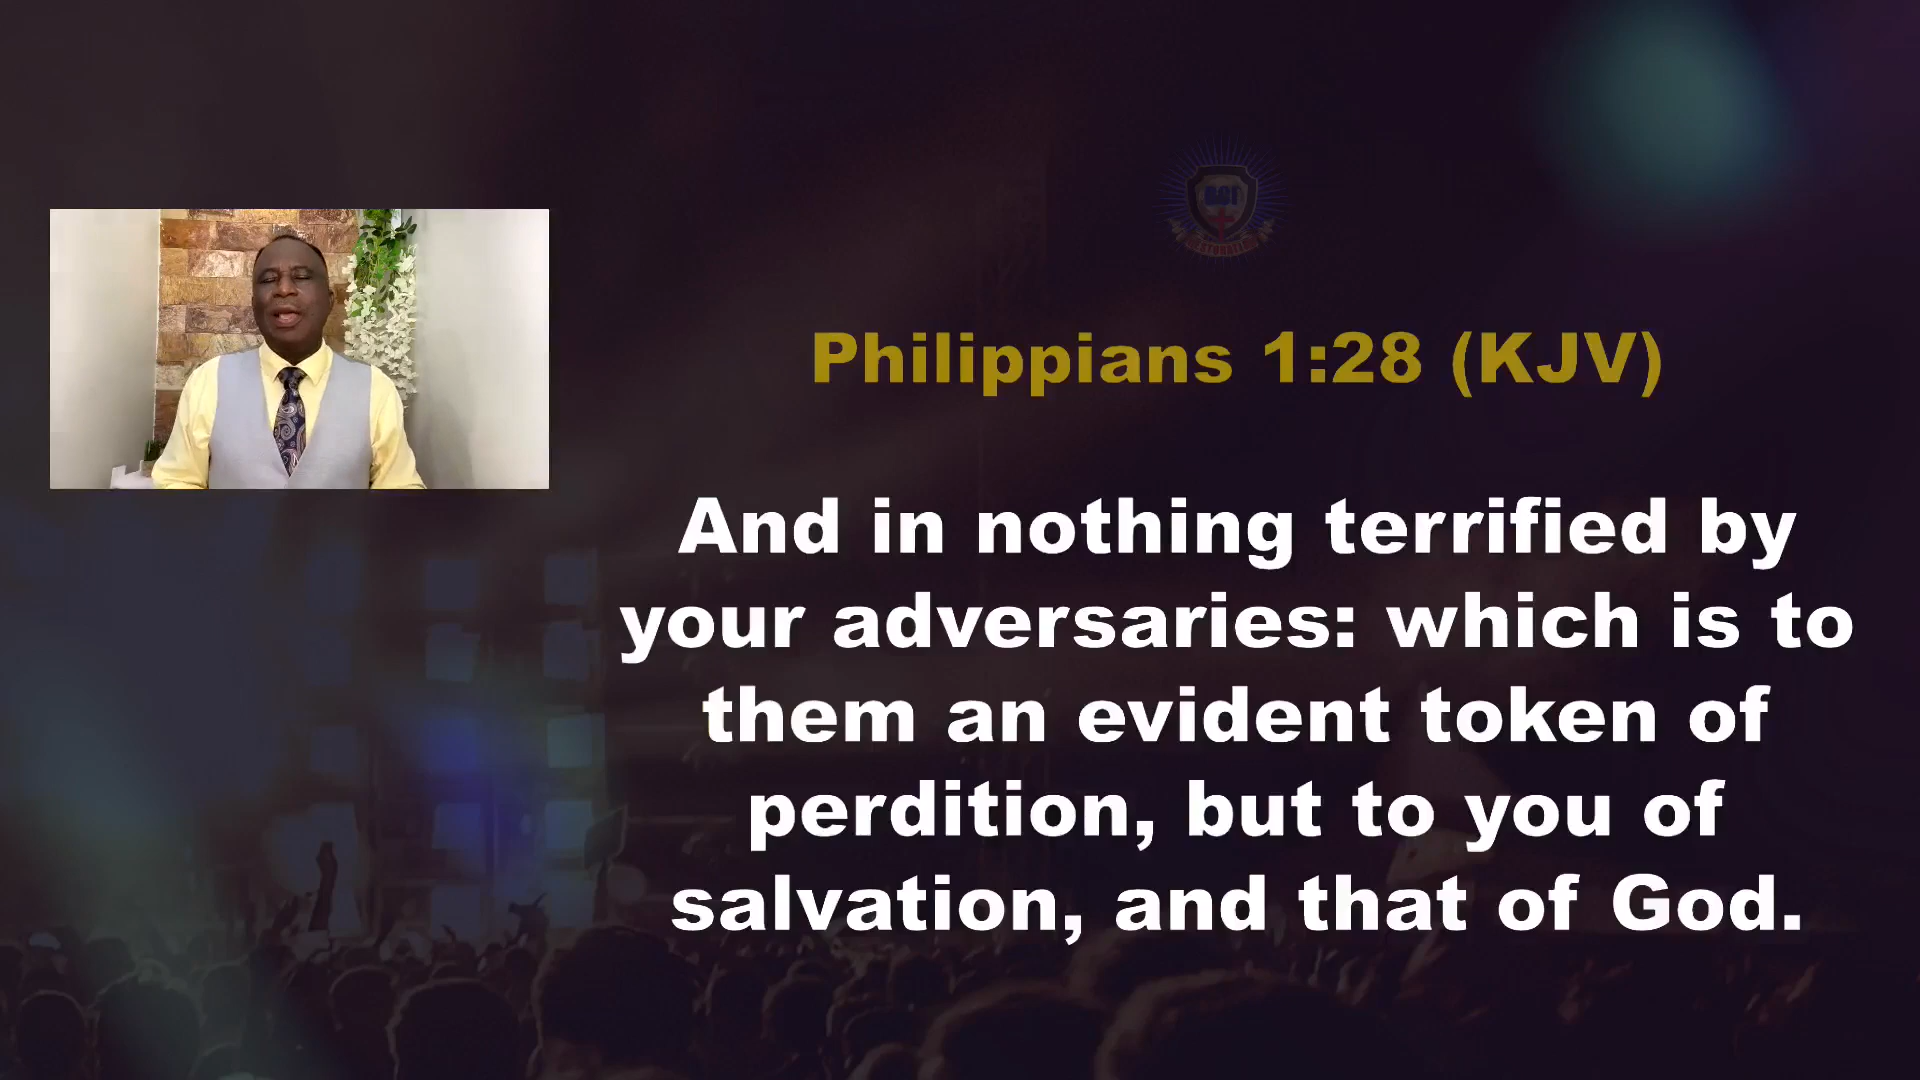 Philippians 1:28 (KJV)
And in nothing terrified by
your adversaries: which is to
them an evident token of
perdition, but to you of
salvation, and that of God.